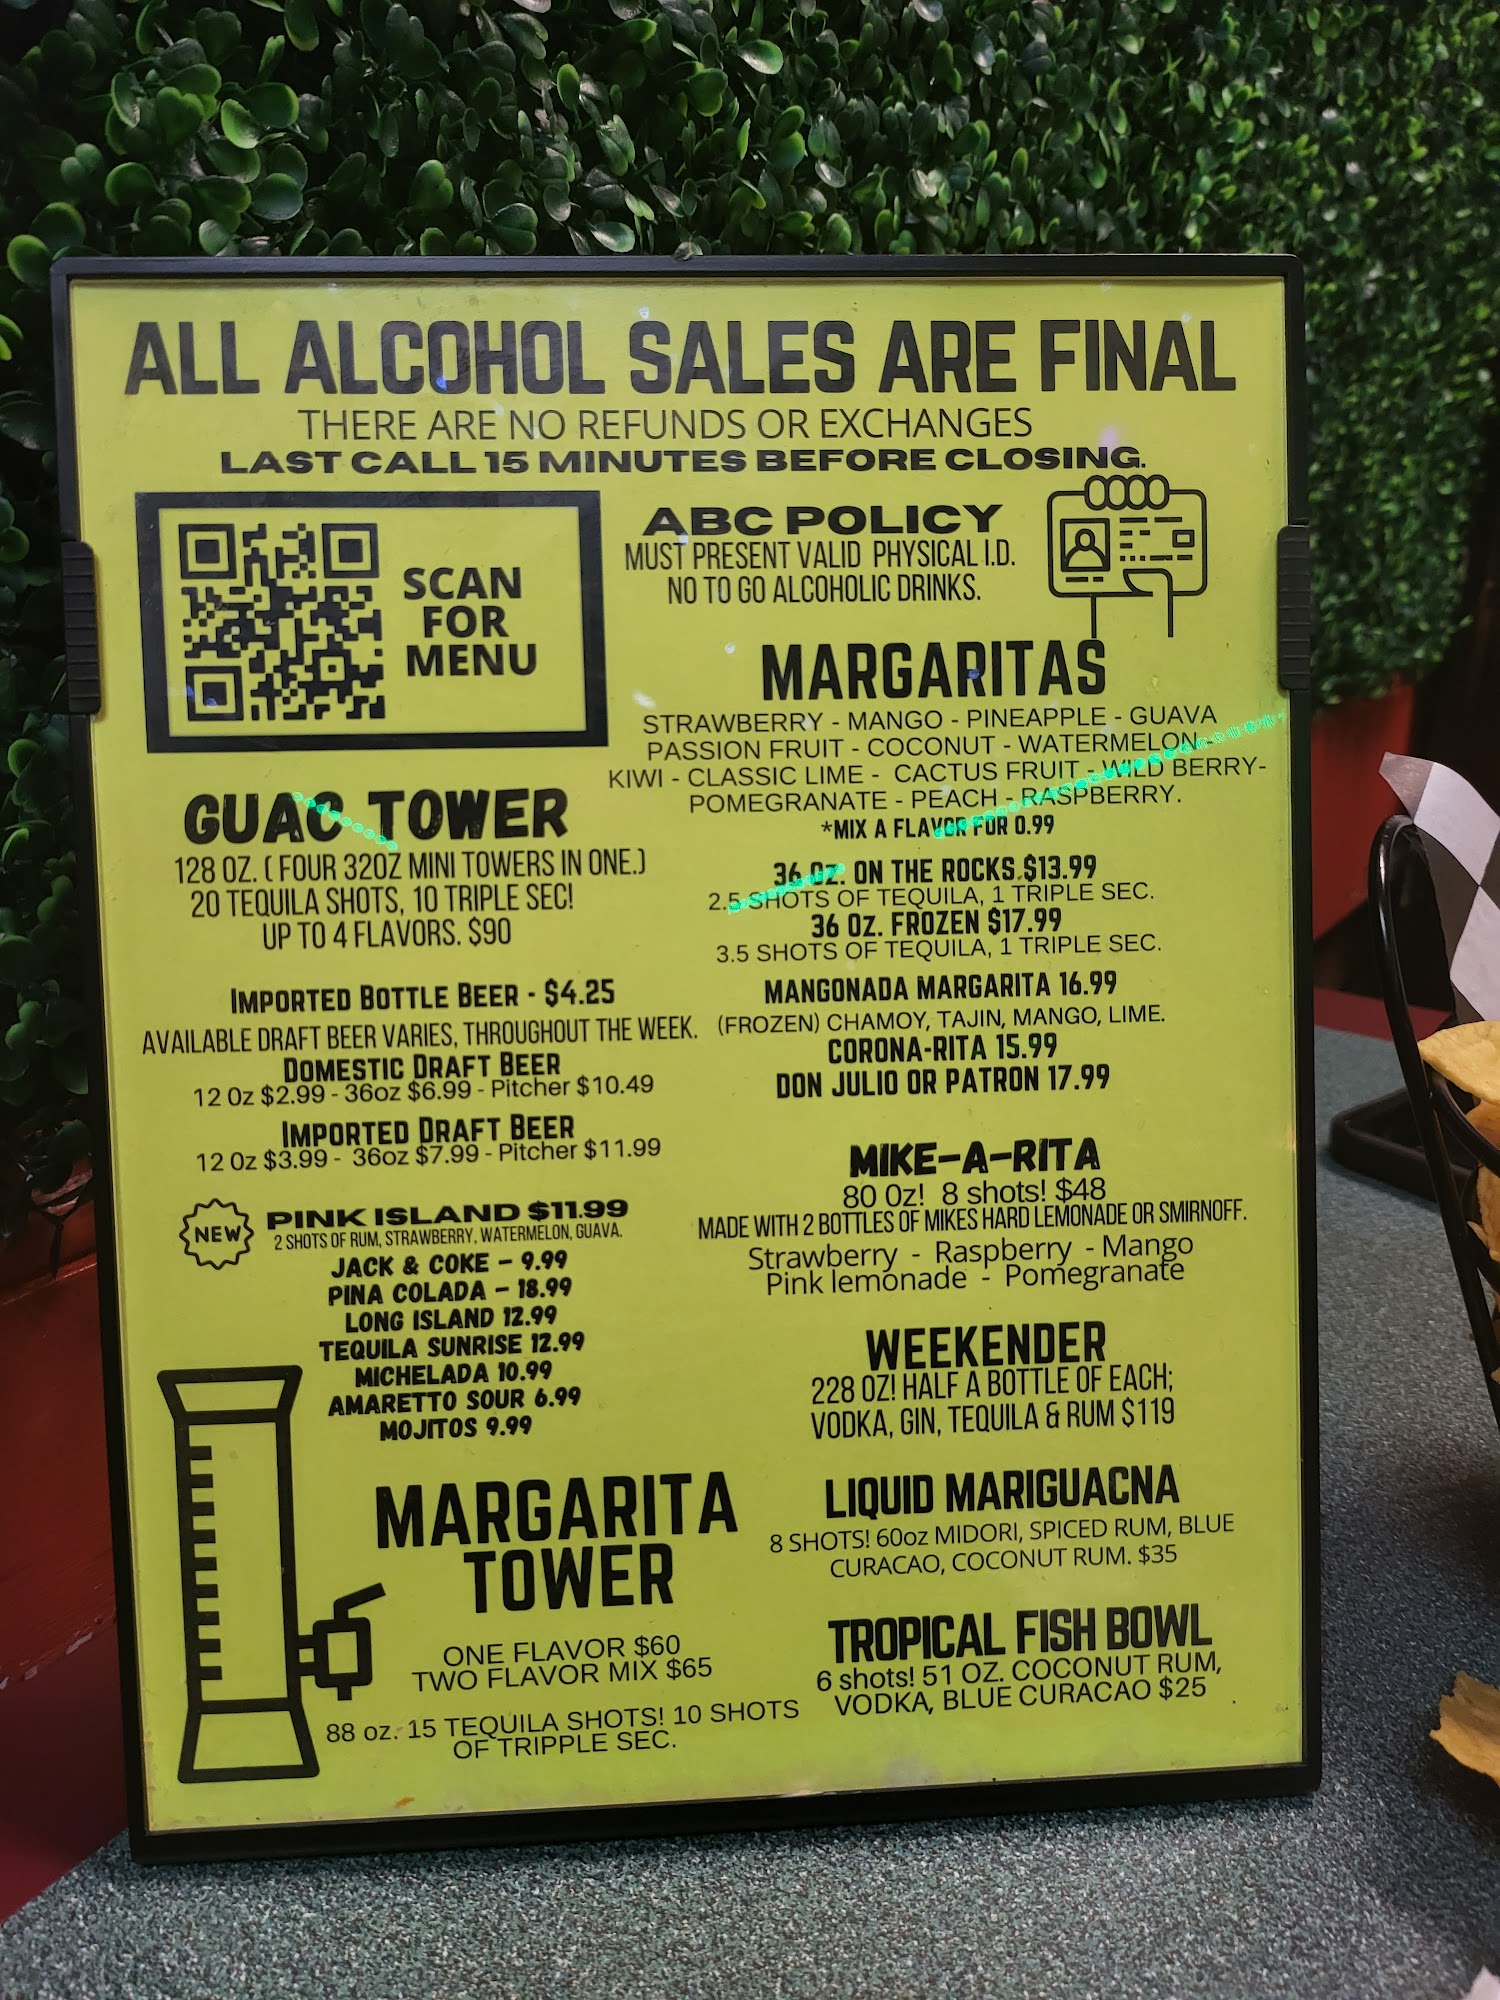 ALL ALCOHOL SALES ARE FINAL
THERE ARE NO REFUNDS OR EXCHANGES
LAST CALL 15 MINUTES BEFORE CLOSING.
SCAN
FOR
MENU
ABC POLICY
MUST PRESENT VALID PHYSICAL I.D.
NO TO GO ALCOHOLIC DRINKS.
GUAC TOWER
128 OZ. ( FOUR 32OZ MINI TOWERS IN ONE.)
20 TEQUILA SHOTS, 10 TRIPLE SEC!
UP TO 4 FLAVORS. $90
IMPORTED BOTTLE BEER - $4.25
AVAILABLE DRAFT BEER VARIES, THROUGHOUT THE WEEK.
DOMESTIC DRAFT BEER
12 Oz $2.99 - 36oz $6.99 - Pitcher $10.49
IMPORTED DRAFT BEER
12 Oz $3.99 - 36oz $7.99 - Pitcher $11.99
NEW
PINK ISLAND $11.99
2 SHOTS OF RUM, STRAWBERRY, WATERMELON, GUAVA.
JACK & COKE - 9.99
PINA COLADA - 18.99
LONG ISLAND 12.99
TEQUILA SUNRISE 12.99
MICHELADA 10.99
AMARETTO SOUR 6.99
MOJITOS 9.99
MARGARITA
TOWER
ONE FLAVOR $60
TWO FLAVOR MIX $65
88 oz. 15 TEQUILA SHOTS! 10 SHOTS
OF TRIPPLE SEC.
MARGARITAS
STRAWBERRY - MANGO - PINEAPPLE - GUAVA
PASSION FRUIT - COCONUT - WATERMELON -
KIWI - CLASSIC LIME - CACTUS FRUIT - WILD BERRY-
POMEGRANATE - PEACH - RASPBERRY.
*MIX A FLAVOR FOR 0.99
36 OZ. ON THE ROCKS $13.99
2.5 SHOTS OF TEQUILA, 1 TRIPLE SEC.
36 OZ. FROZEN $17.99
3.5 SHOTS OF TEQUILA, 1 TRIPLE SEC.
MANGONADA MARGARITA 16.99
(FROZEN) CHAMOY, TAJIN, MANGO, LIME.
CORONA-RITA 15.99
DON JULIO OR PATRON 17.99
MIKE-A-RITA
80 Oz! 8 shots! $48
MADE WITH 2 BOTTLES OF MIKES HARD LEMONADE OR SMIRNOFF.
Strawberry - Raspberry - Mango
Pink lemonade - Pomegranate
WEEKENDER
228 OZ! HALF A BOTTLE OF EACH;
VODKA, GIN, TEQUILA & RUM $119
LIQUID MARIGUACNA
8 SHOTS! 60oz MIDORI, SPICED RUM, BLUE
CURACAO, COCONUT RUM. $35
TROPICAL FISH BOWL
6 shots! 51 OZ. COCONUT RUM,
VODKA, BLUE CURACAO $25